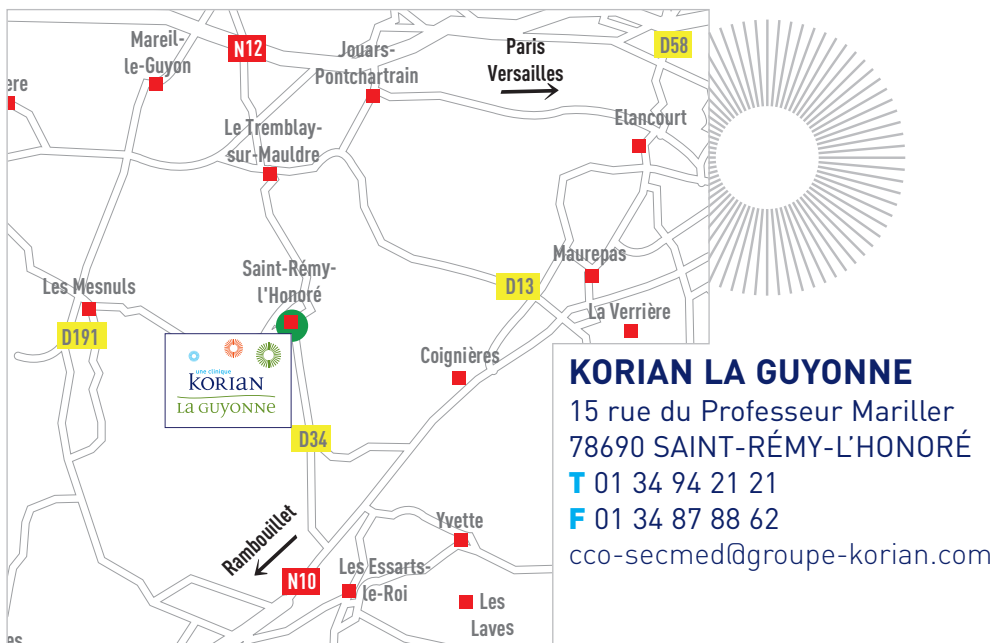 Mareil-
le-Guyon
N12
Jouars-
Pontchartrain
Paris
Versailles
D58
ere
Le Tremblay-
sur-Mauldre
Elancourt
Saint-Rémy-
l'Honoré
Maurepas
Les Mesnuls
D13
La Verrière
D191
une clinique
KORIAN
LA GUYONNE
Coignières
D34
Rambouillet
Yvette
N10
Les Essarts-
le-Roi
Les
Laves
es
KORIAN LA GUYONNE
15 rue du Professeur Mariller
78690 SAINT-RÉMY-L’HONORÉ
T 01 34 94 21 21
F 01 34 87 88 62
cco-secmed@groupe-korian.com